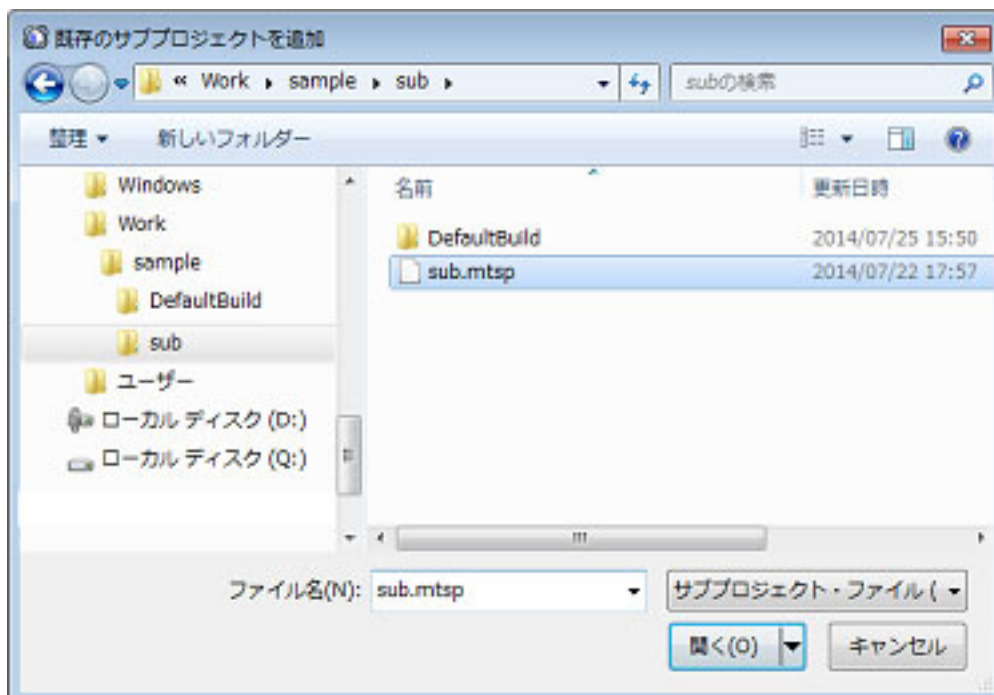 既存のサブプロジェクトを追加
« Work ▸ sample ▸ sub ▸ subの検索
整理 新しいフォルダー
名前 更新日時
Windows
Work
sample
DefaultBuild
sub
ユーザー
ローカル ディスク (D:)
ローカル ディスク (Q:)
DefaultBuild 2014/07/25 15:50
sub.mtsp 2014/07/22 17:57
ファイル名(N): sub.mtsp サブプロジェクト・ファイル (
開く(O) キャンセル